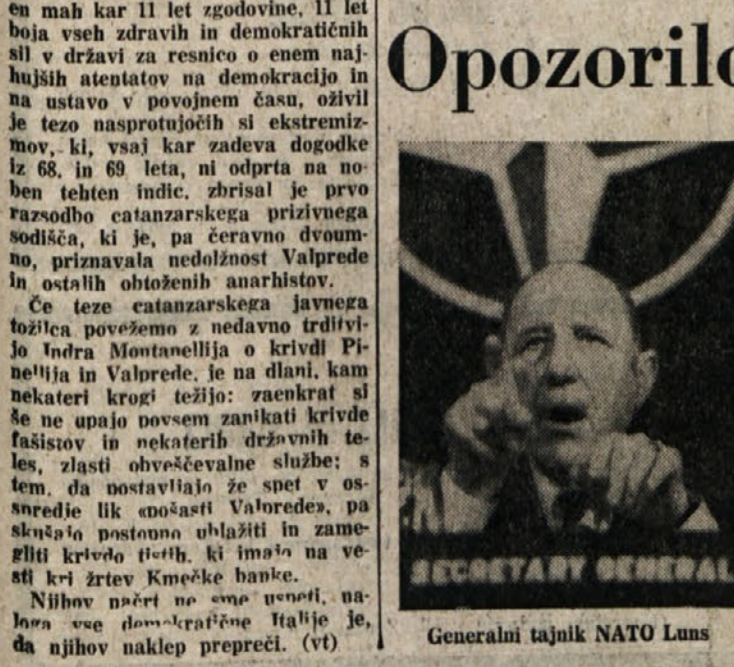 en mah kar 11 let zgodovine, 11 let
boja vseh zdravih in demokratičnih
sil v državi za resnico o enem naj-
hujših atentatov na demokracijo in
na ustavo v povojnem času, oživil
je tezo nasprotujočih si ekstremiz-
mov, ki, vsaj kar zadeva dogodke
iz 68. in 69 leta, ni odprta na no-
ben tehten indic. zbrisal je prvo
razsodbo catanzarskega prizivnega
sodišča, ki je, pa čeravno dvoum-
no, priznavala nedolžnost Valprede
in ostalih obtoženih anarhistov.
Če teze catanzarskega javnega
tožilca povežemo z nedavno trditvi-
jo Indra Montanellija o krivdi Pi-
nellija in Valprede, je na dlani, kam
nekateri krogi težijo: zaenkrat si
še ne upajo povsem zanikati krivde
fašistov in nekaterih državnih te-
les, zlasti obveščevalne službe; s
tem, da postavljajo že spet v os-
spredje lik «pošasti Valprede», pa
skušajo postopno ublažiti in zame-
gliti krivdo tistih, ki imajo na ve-
sti kri žrtev Kmečke banke.
Njihov načrt ne sme uspeti, na-
loga vse demokratične Italije je,
da njihov naklep prepreči. (vt)
Opozorilo
SECRETARY GENERAL
Generalni tajnik NATO Luns